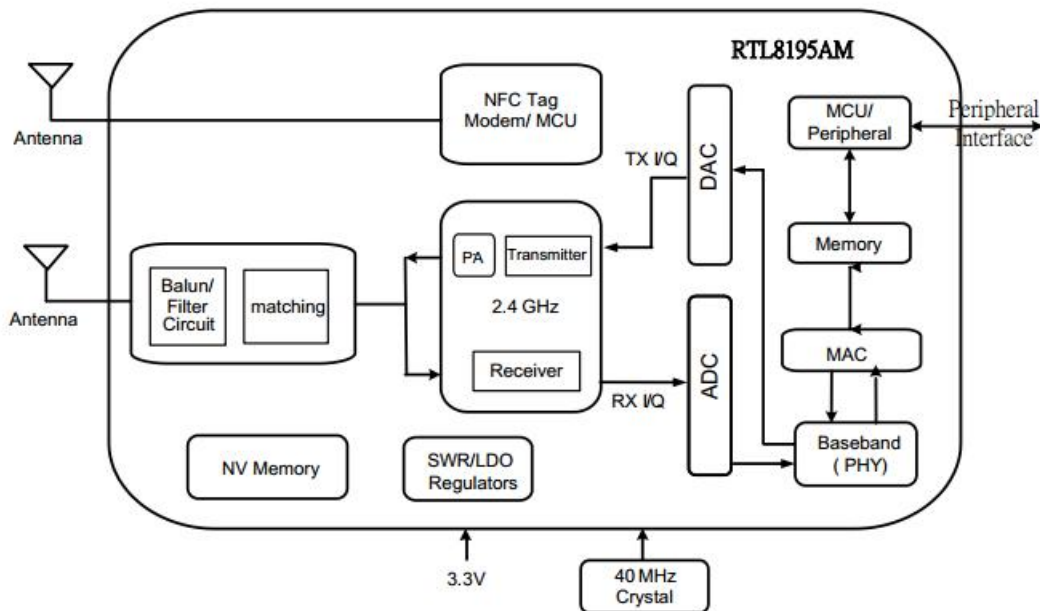 RTL8195AM
NFC Tag
Modem/ MCU
Antenna
MCU/
Peripheral
Peripheral
Interface
TX I/Q
DAC
Memory
PA
Transmitter
2.4 GHz
Receiver
Balun/
Filter
Circuit
matching
Antenna
RX I/Q
ADC
MAC
Baseband
( PHY)
NV Memory
SWR/LDO
Regulators
3.3V
40 MHz
Crystal